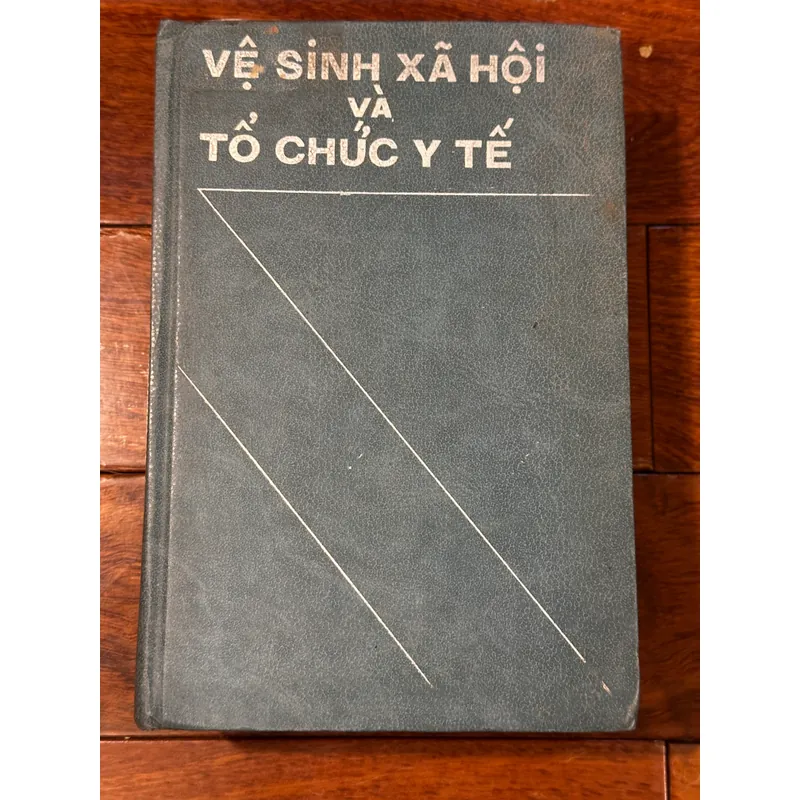 VỆ SINH XÃ HỘI
VÀ
TỔ CHỨC Y TẾ